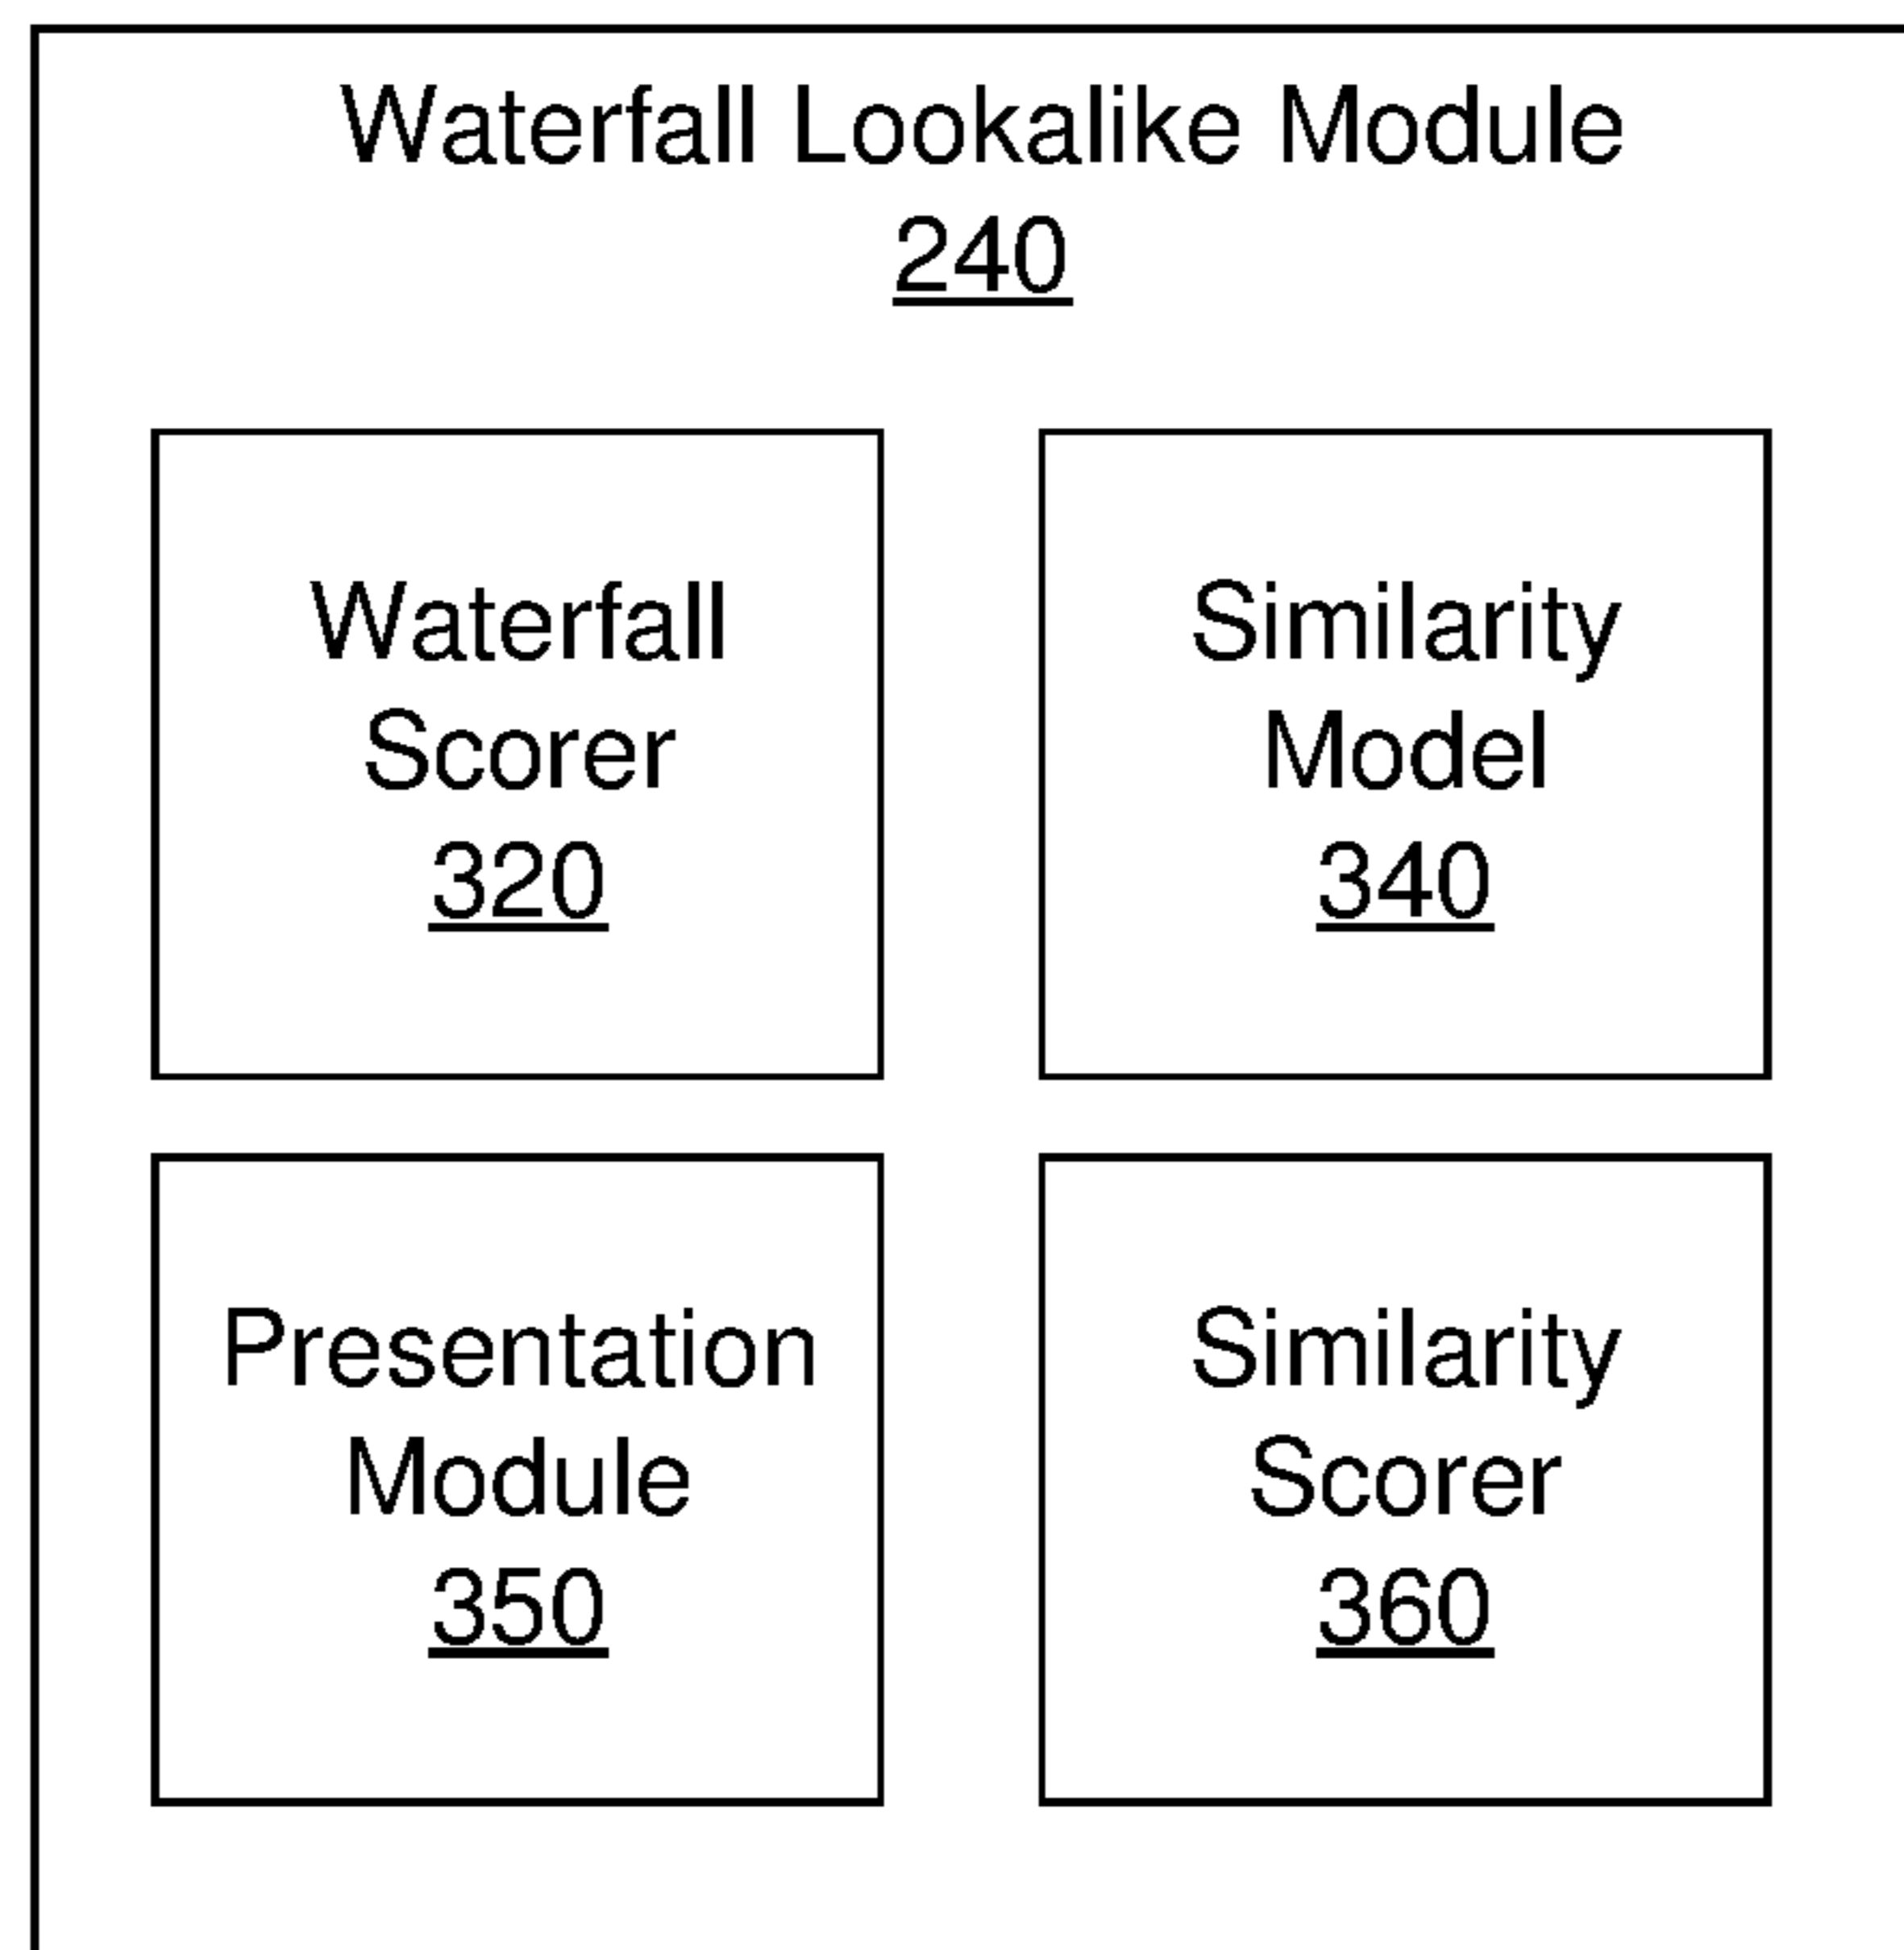 Waterfall Lookalike Module
240
Waterfall
Scorer
320
Similarity
Model
340
Presentation
Module
350
Similarity
Scorer
360